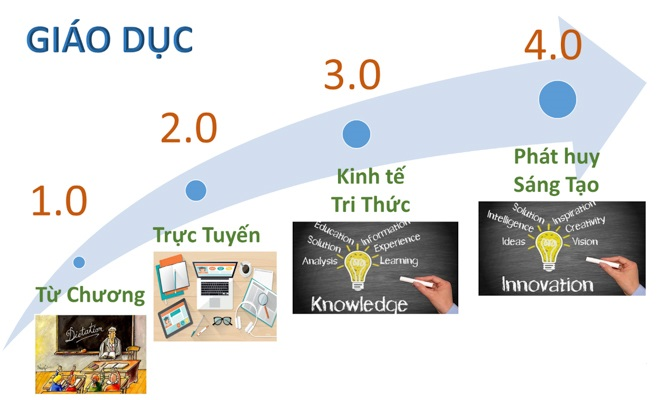 GIÁO DỤC
1.0
Từ Chương
Dictation
2.0
Trực Tuyến
3.0
Kinh tế
Tri Thức
Education
Information
Solution
Experience
Analysis
Learning
Knowledge
4.0
Phát huy
Sáng Tạo
Solution
Inspiration
Intelligence
Creativity
Ideas
Vision
Innovation